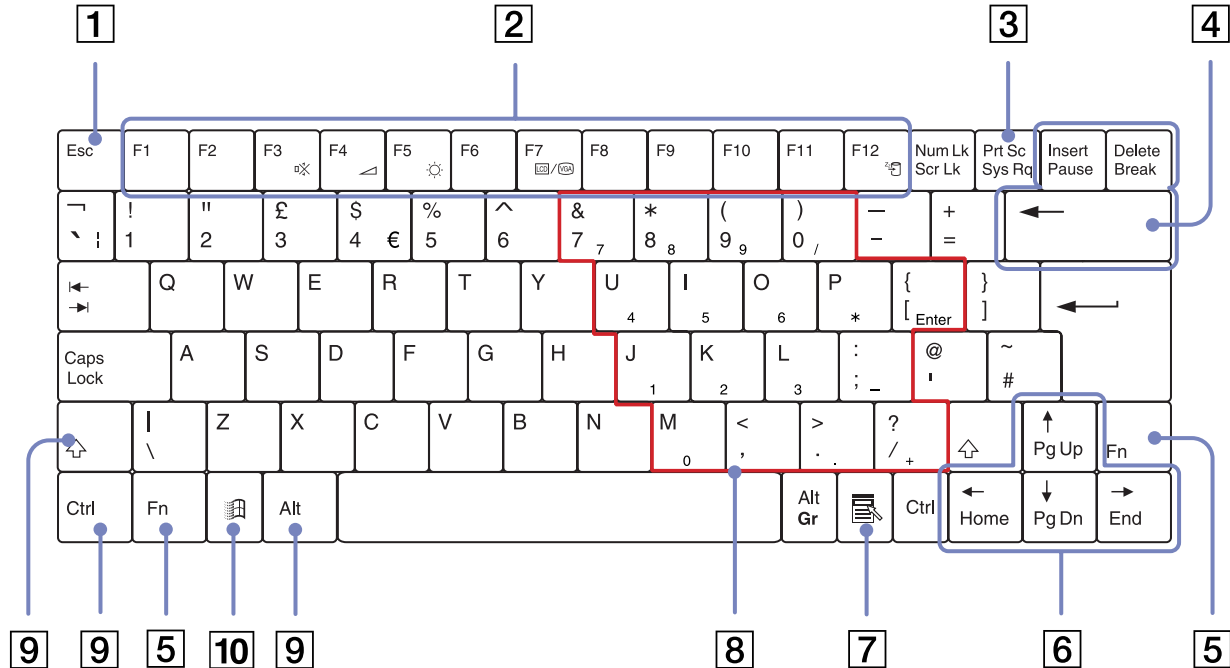 1 2 3 4
Esc F1 F2 F3 F4 F5 F6 F7 LCD/VGA F8 F9 F10 F11 F12 z z Num Lk Scr Lk Prt Sc Sys Rq Insert Pause Delete Break
¬ ` ¦ ! 1 " 2 £ 3 $ 4 € % 5 ^ 6 & 7 7 * 8 8 ( 9 9 ) 0 / — - + = ←
|← →| Q W E R T Y U 4 I 5 O 6 P * { [ Enter } ]
Caps Lock A S D F G H J 1 K 2 L 3 : ; - @ ' ~ #
| \ Z X C V B N M 0 < , > . . ? / + ↑ Pg Up Fn
Ctrl Fn Alt Alt Gr Ctrl ← Home ↓ Pg Dn → End
9 9 5 10 9 8 7 6 5